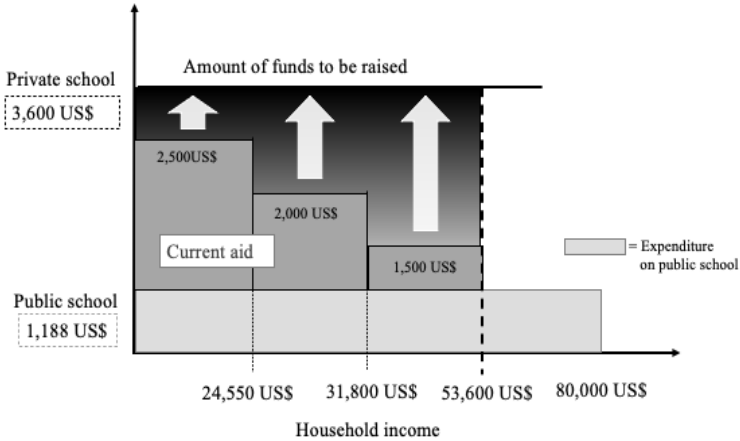 Amount of funds to be raised
Private school
3,600 US$
2,500US$
2,000 US$
Current aid
1,500 US$
= Expenditure
on public school
Public school
1,188 US$
24,550 US$
31,800 US$
53,600 US$
80,000 US$
Household income